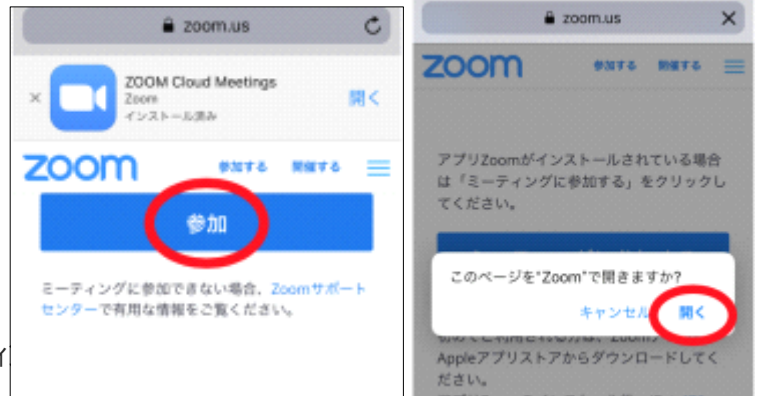 zoom.us
× ZOOM Cloud Meetings
Zoom
インストール済み
開く
zoom 参加する 開催する
参加
ミーティングに参加できない場合、Zoomサポート
センターで有用な情報をご覧ください。
イ
zoom.us
zoom 参加する 開催する
アプリZoomがインストールされている場合
は「ミーティングに参加する」をクリックし
てください。
このページを"Zoom"で開きますか?
キャンセル 開く
Appleアプリストアからダウンロードしてく
ださい。